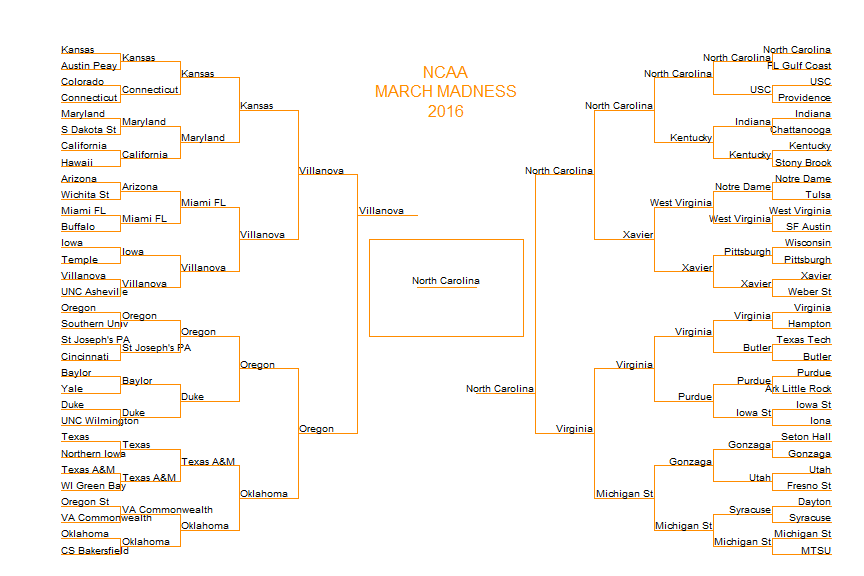 NCAA
MARCH MADNESS
2016
Kansas
Austin Peay
Colorado
Connecticut
Maryland
S Dakota St
California
Hawaii
Arizona
Wichita St
Miami FL
Buffalo
Iowa
Temple
Villanova
UNC Asheville
Oregon
Southern Univ
St Joseph's PA
Cincinnati
Baylor
Yale
Duke
UNC Wilmington
Texas
Northern Iowa
Texas A&M
WI Green Bay
Oregon St
VA Commonwealth
Oklahoma
CS Bakersfield
Kansas
Connecticut
Maryland
California
Arizona
Miami FL
Iowa
Villanova
Oregon
St Joseph's PA
Baylor
Duke
Texas
Texas A&M
VA Commonwealth
Oklahoma
Kansas
Maryland
Miami FL
Villanova
Oregon
Duke
Texas A&M
Oklahoma
Kansas
Villanova
Oregon
Oklahoma
Villanova
Oregon
Villanova
North Carolina
North Carolina
North Carolina
Virginia
North Carolina
Xavier
Virginia
Michigan St
North Carolina
Kentucky
West Virginia
Xavier
Virginia
Purdue
Gonzaga
Michigan St
North Carolina
USC
Indiana
Kentucky
Notre Dame
West Virginia
Pittsburgh
Xavier
Virginia
Butler
Purdue
Iowa St
Gonzaga
Utah
Syracuse
Michigan St
North Carolina
FL Gulf Coast
USC
Providence
Indiana
Chattanooga
Kentucky
Stony Brook
Notre Dame
Tulsa
West Virginia
SF Austin
Wisconsin
Pittsburgh
Xavier
Weber St
Virginia
Hampton
Texas Tech
Butler
Purdue
Ark Little Rock
Iowa St
Iona
Seton Hall
Gonzaga
Utah
Fresno St
Dayton
Syracuse
Michigan St
MTSU